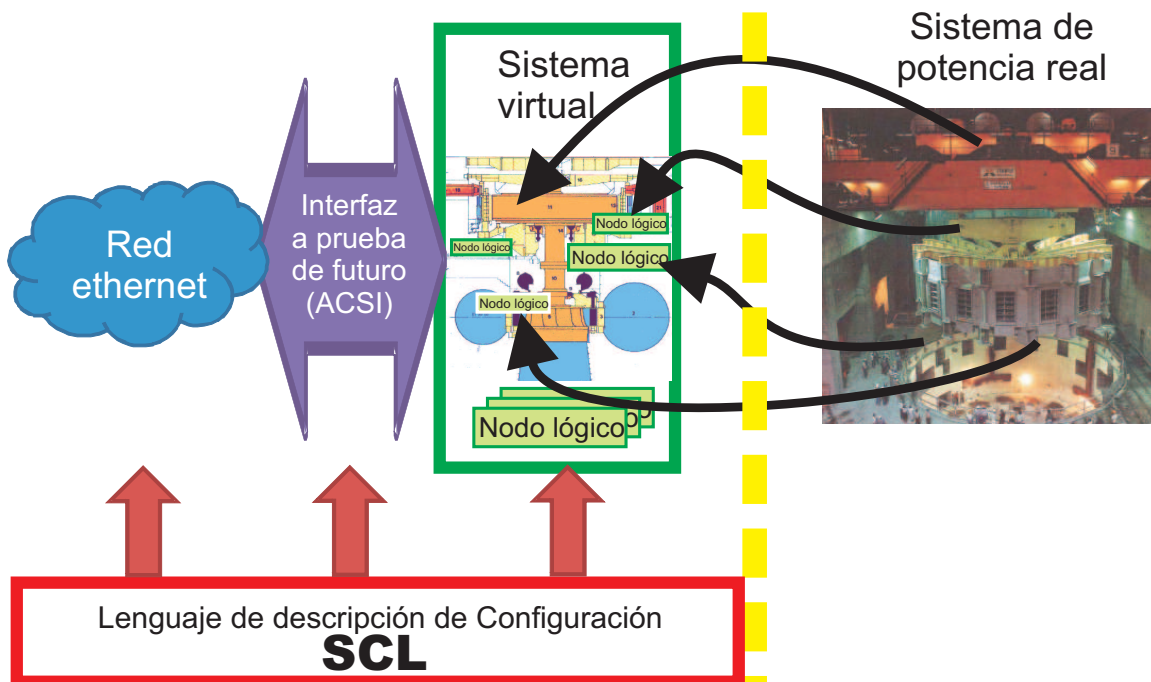 Sistema de
potencia real
Sistema
virtual
Red
ethernet
Interfaz
a prueba
de futuro
(ACSI)
Nodo lógico
Nodo lógico
Nodo lógico
Nodo lógico
Nodo lógico
Lenguaje de descripción de Configuración
SCL